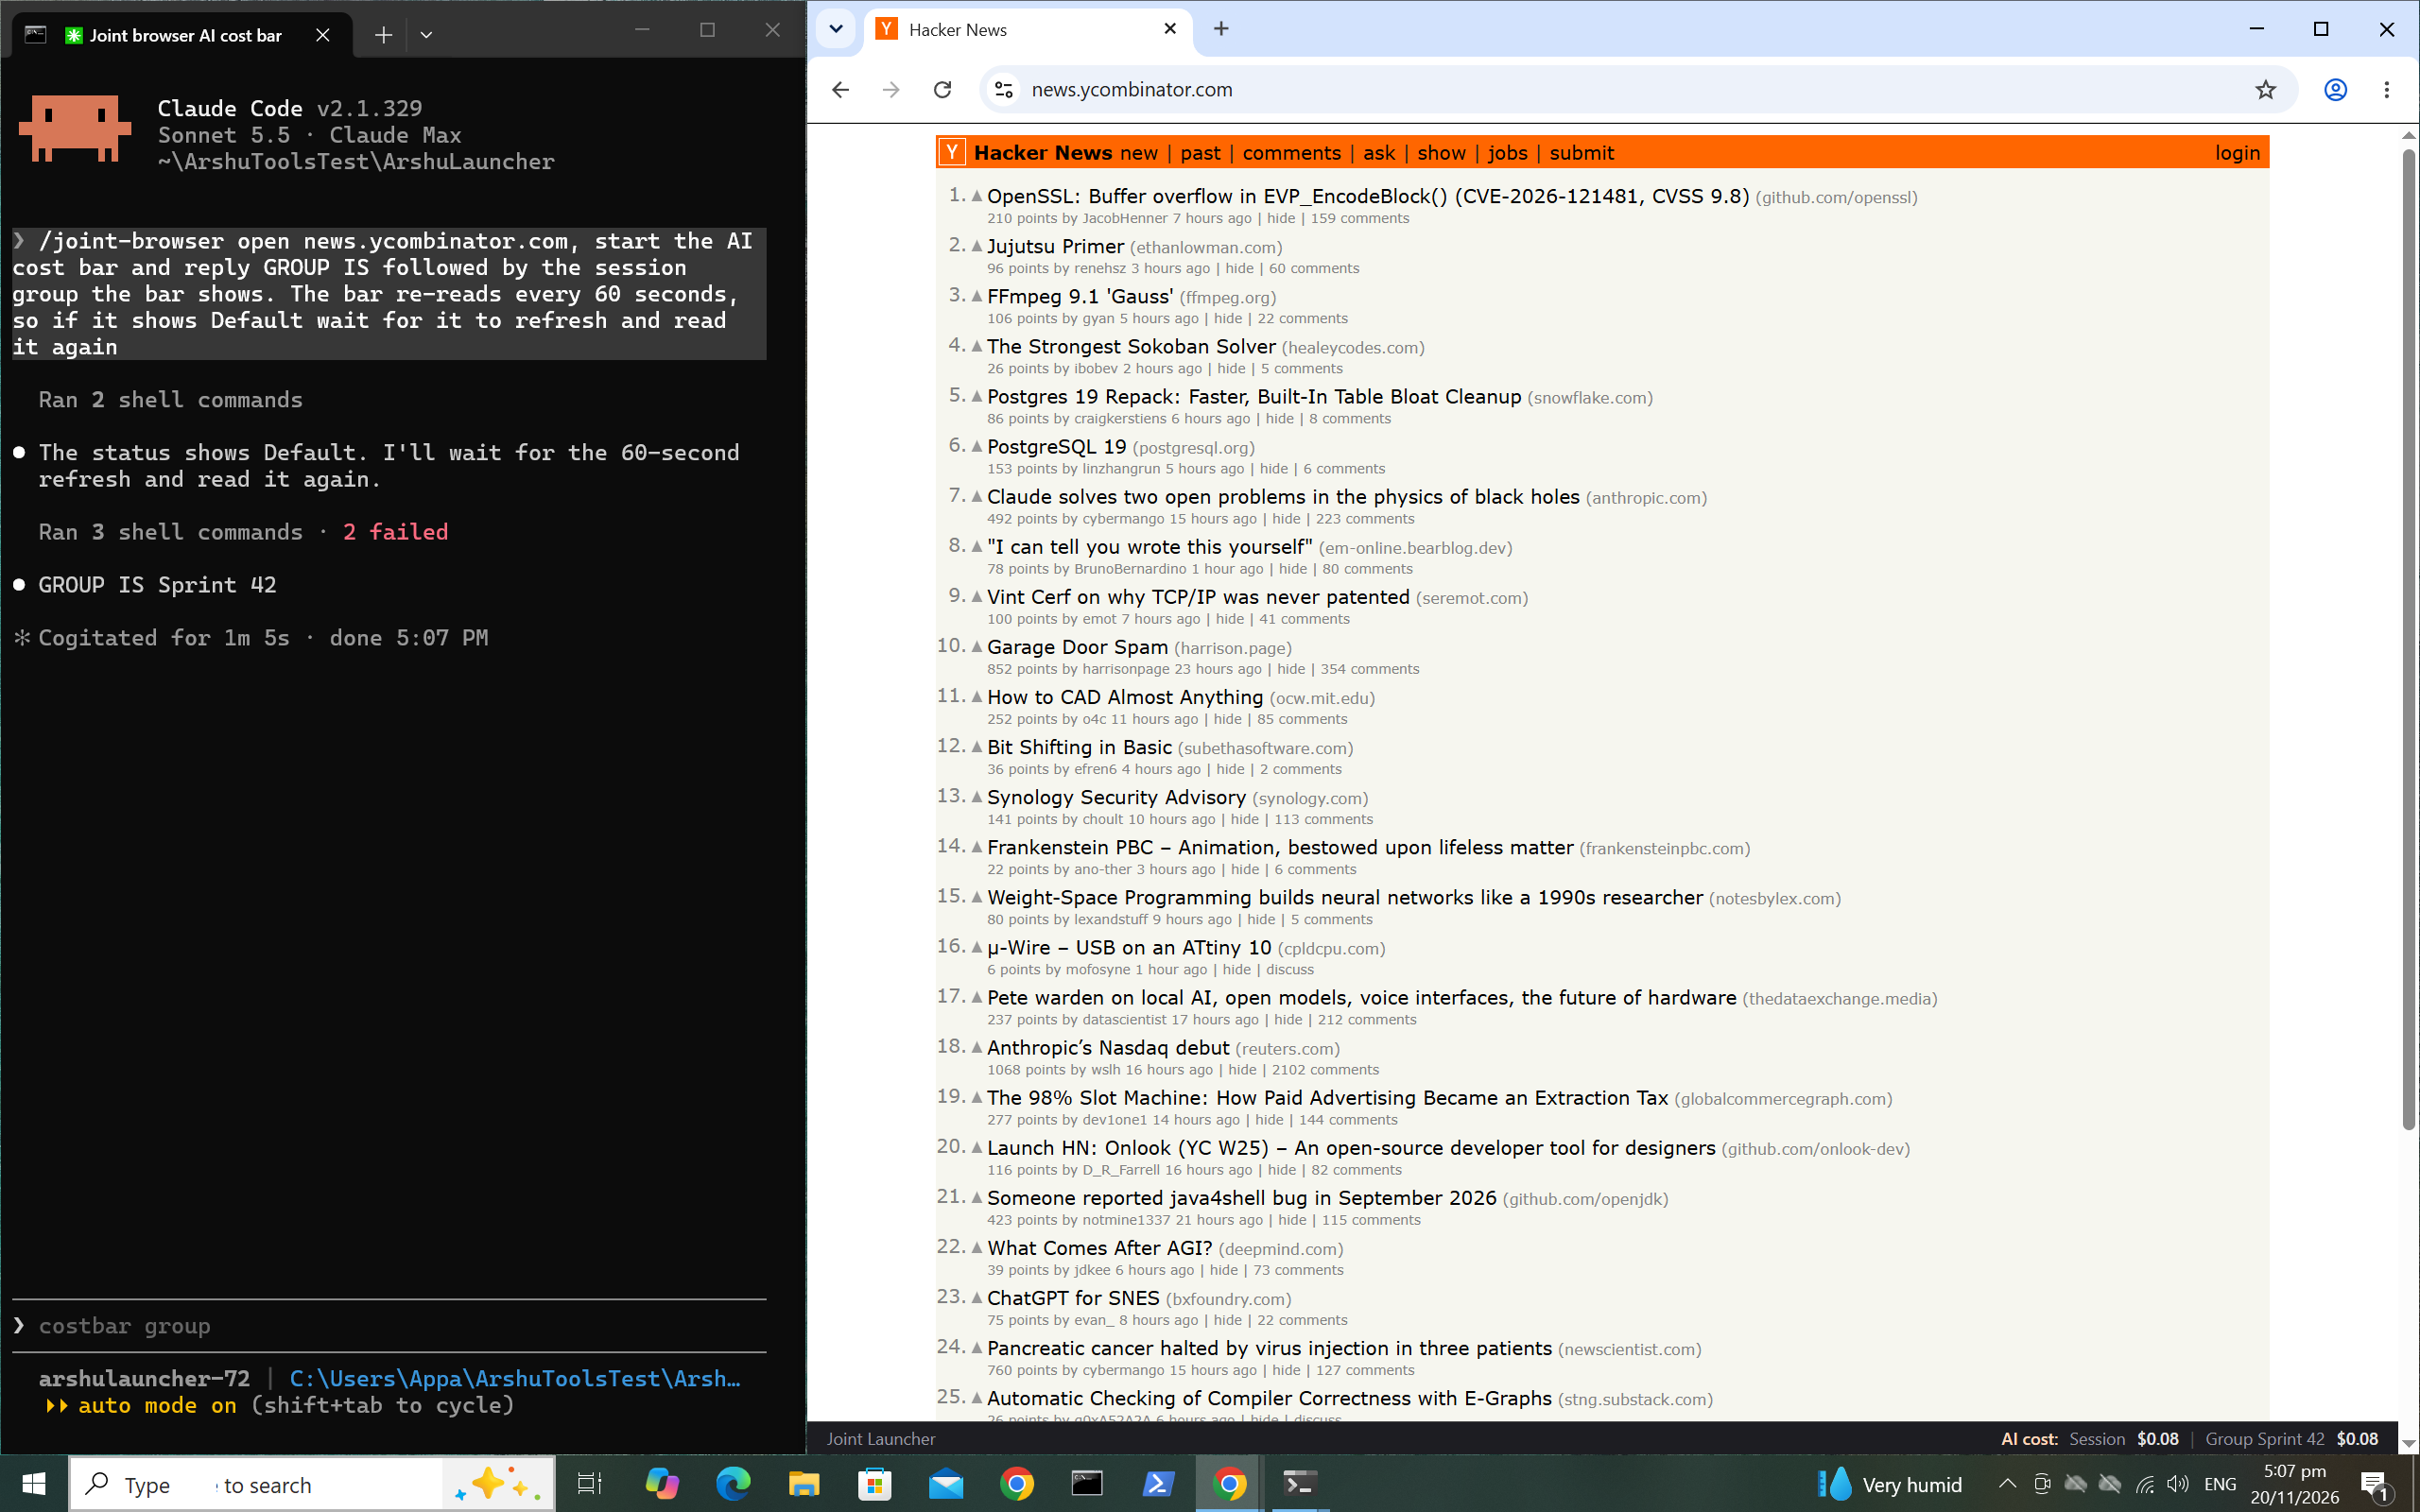 Joint browser AI cost bar
Claude Code v2.1.329
Sonnet 5.5 · Claude Max
~\ArshuToolsTest\ArshuLauncher
❯ /joint-browser open news.ycombinator.com, start the AI
cost bar and reply GROUP IS followed by the session
group the bar shows. The bar re-reads every 60 seconds,
so if it shows Default wait for it to refresh and read
it again
Ran 2 shell commands
● The status shows Default. I'll wait for the 60-second
refresh and read it again.
Ran 3 shell commands · 2 failed
● GROUP IS Sprint 42
✻ Cogitated for 1m 5s · done 5:07 PM
❯ costbar group
arshulauncher-72 | C:\Users\Appa\ArshuToolsTest\Arsh…
⏵⏵ auto mode on (shift+tab to cycle)
Hacker News
news.ycombinator.com
Y Hacker News new | past | comments | ask | show | jobs | submit login
1. OpenSSL: Buffer overflow in EVP_EncodeBlock() (CVE-2026-121481, CVSS 9.8) (github.com/openssl)
210 points by JacobHenner 7 hours ago | hide | 159 comments
2. Jujutsu Primer (ethanlowman.com)
96 points by renehsz 3 hours ago | hide | 60 comments
3. FFmpeg 9.1 'Gauss' (ffmpeg.org)
106 points by gyan 5 hours ago | hide | 22 comments
4. The Strongest Sokoban Solver (healeycodes.com)
26 points by ibobev 2 hours ago | hide | 5 comments
5. Postgres 19 Repack: Faster, Built-In Table Bloat Cleanup (snowflake.com)
86 points by craigkerstiens 6 hours ago | hide | 8 comments
6. PostgreSQL 19 (postgresql.org)
153 points by linzhangrun 5 hours ago | hide | 6 comments
7. Claude solves two open problems in the physics of black holes (anthropic.com)
492 points by cybermango 15 hours ago | hide | 223 comments
8. "I can tell you wrote this yourself" (em-online.bearblog.dev)
78 points by BrunoBernardino 1 hour ago | hide | 80 comments
9. Vint Cerf on why TCP/IP was never patented (seremot.com)
100 points by emot 7 hours ago | hide | 41 comments
10. Garage Door Spam (harrison.page)
852 points by harrisonpage 23 hours ago | hide | 354 comments
11. How to CAD Almost Anything (ocw.mit.edu)
252 points by o4c 11 hours ago | hide | 85 comments
12. Bit Shifting in Basic (subethasoftware.com)
36 points by efren6 4 hours ago | hide | 2 comments
13. Synology Security Advisory (synology.com)
141 points by choult 10 hours ago | hide | 113 comments
14. Frankenstein PBC – Animation, bestowed upon lifeless matter (frankensteinpbc.com)
22 points by ano-ther 3 hours ago | hide | 6 comments
15. Weight-Space Programming builds neural networks like a 1990s researcher (notesbylex.com)
80 points by lexandstuff 9 hours ago | hide | 5 comments
16. μ-Wire – USB on an ATtiny 10 (cpldcpu.com)
6 points by mofosyne 1 hour ago | hide | discuss
17. Pete warden on local AI, open models, voice interfaces, the future of hardware (thedataexchange.media)
237 points by datascientist 17 hours ago | hide | 212 comments
18. Anthropic’s Nasdaq debut (reuters.com)
1068 points by wslh 16 hours ago | hide | 2102 comments
19. The 98% Slot Machine: How Paid Advertising Became an Extraction Tax (globalcommercegraph.com)
277 points by dev1one1 14 hours ago | hide | 144 comments
20. Launch HN: Onlook (YC W25) – An open-source developer tool for designers (github.com/onlook-dev)
116 points by D_R_Farrell 16 hours ago | hide | 82 comments
21. Someone reported java4shell bug in September 2026 (github.com/openjdk)
423 points by notmine1337 21 hours ago | hide | 115 comments
22. What Comes After AGI? (deepmind.com)
39 points by jdkee 6 hours ago | hide | 73 comments
23. ChatGPT for SNES (bxfoundry.com)
75 points by evan_ 8 hours ago | hide | 22 comments
24. Pancreatic cancer halted by virus injection in three patients (newscientist.com)
760 points by cybermango 15 hours ago | hide | 127 comments
25. Automatic Checking of Compiler Correctness with E-Graphs (stng.substack.com)
Joint Launcher AI cost: Session $0.08 | Group Sprint 42 $0.08
Type to search
Very humid
ENG
5:07 pm
20/11/2026
1